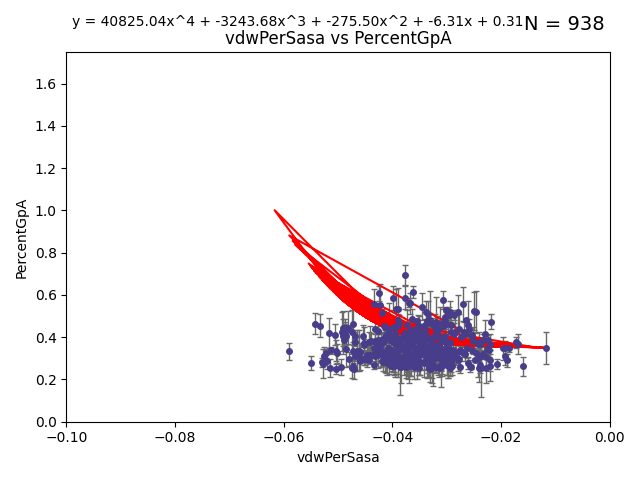 y = 40825.04x^4 + -3243.68x^3 + -275.50x^2 + -6.31x + 0.31 N = 938
vdwPerSasa vs PercentGpA
1.6
1.4
1.2
1.0
0.8
0.6
0.4
0.2
0.0
PercentGpA
−0.10 −0.08 −0.06 −0.04 −0.02 0.00
vdwPerSasa